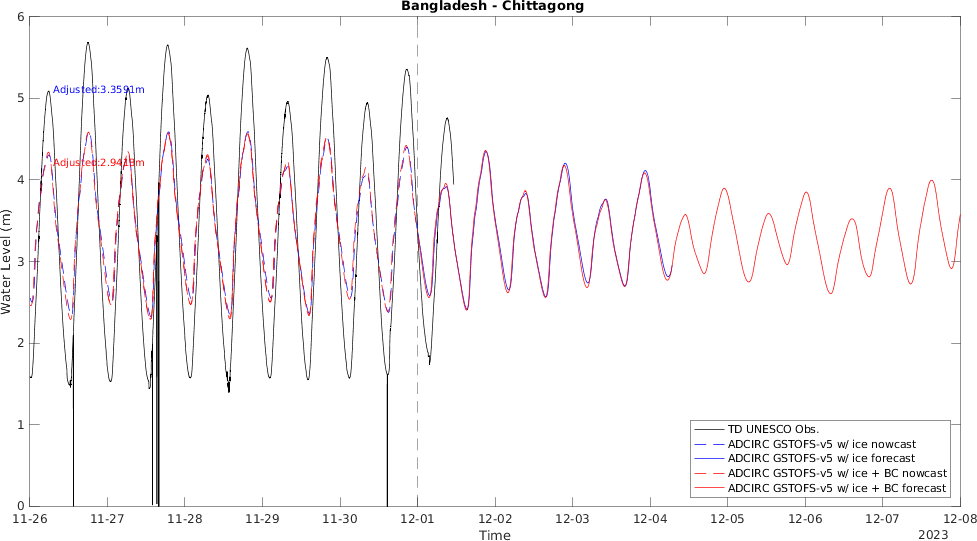 Bangladesh - Chittagong
6
5
4
3
2
1
0
Water Level (m)
Adjusted:3.3591m
Adjusted:2.9419m
TD UNESCO Obs.
ADCIRC GSTOFS-v5 w/ ice nowcast
ADCIRC GSTOFS-v5 w/ ice forecast
ADCIRC GSTOFS-v5 w/ ice + BC nowcast
ADCIRC GSTOFS-v5 w/ ice + BC forecast
11-26 11-27 11-28 11-29 11-30 12-01 12-02 12-03 12-04 12-05 12-06 12-07 12-08
Time
2023